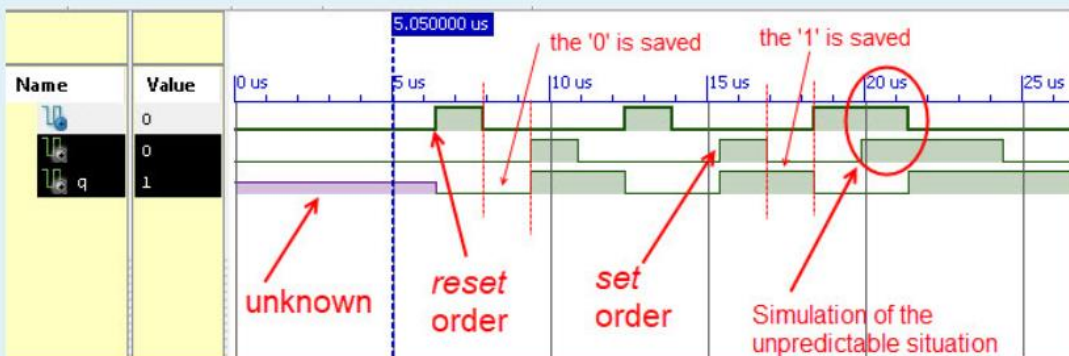 5.050000 us
the '0' is saved
the '1' is saved
Name
Value
0 us
5 us
10 us
15 us
20 us
25 us
0
0
q
1
unknown
reset
order
set
order
Simulation of the
unpredictable situation